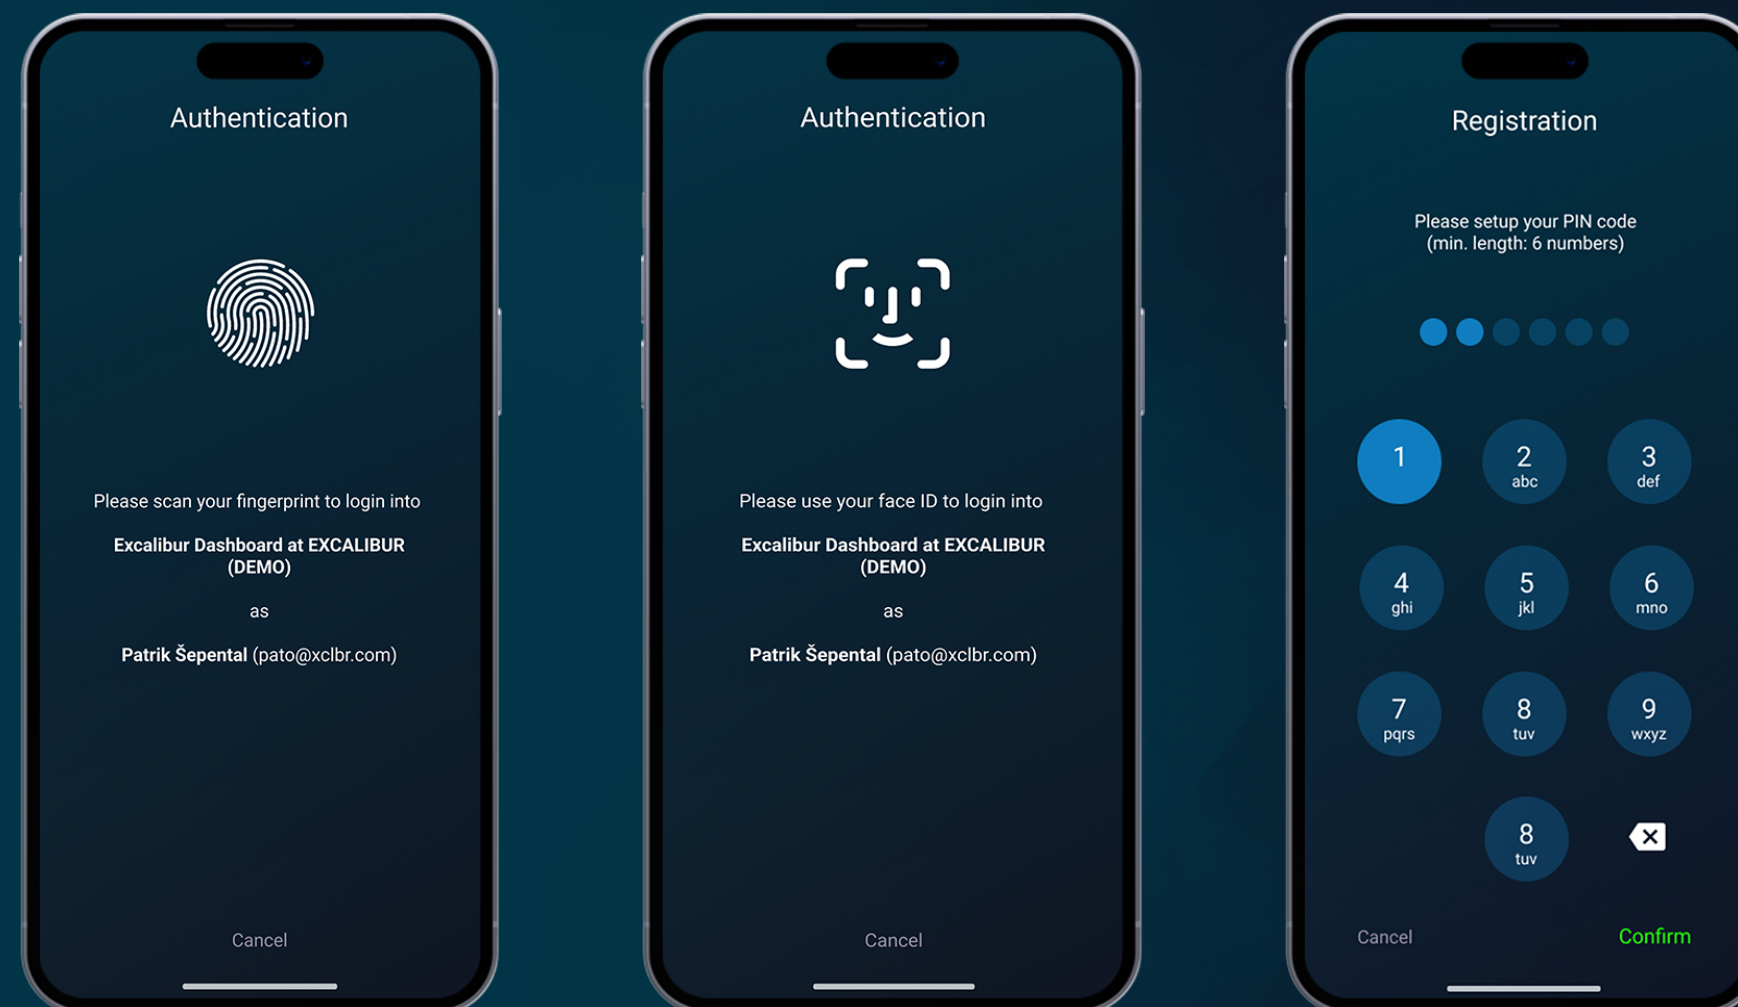 Authentication
Please scan your fingerprint to login into
Excalibur Dashboard at EXCALIBUR
(DEMO)
as
Patrik Šepental (pato@xclbr.com)
Cancel
Authentication
Please use your face ID to login into
Excalibur Dashboard at EXCALIBUR
(DEMO)
as
Patrik Šepental (pato@xclbr.com)
Cancel
Registration
Please setup your PIN code
(min. length: 6 numbers)
1 2 3
abc def
4 5 6
ghi jkl mno
7 8 9
pqrs tuv wxyz
8
tuv
Cancel Confirm